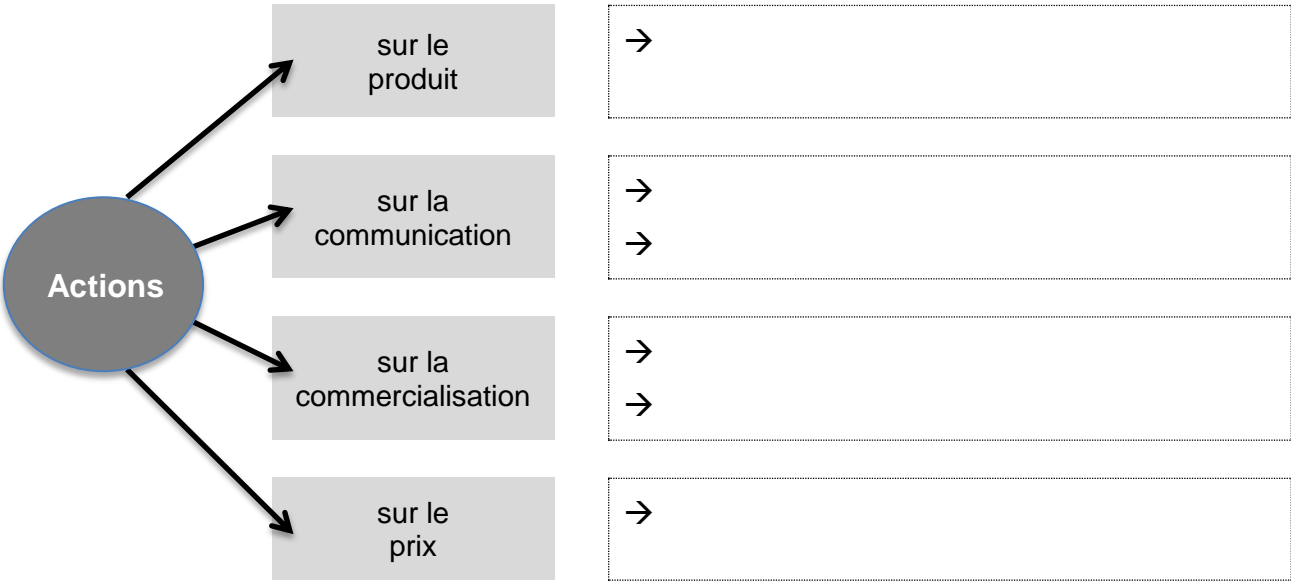 sur le
produit
→
sur la
communication
→
→
Actions
sur la
commercialisation
→
→
sur le
prix
→